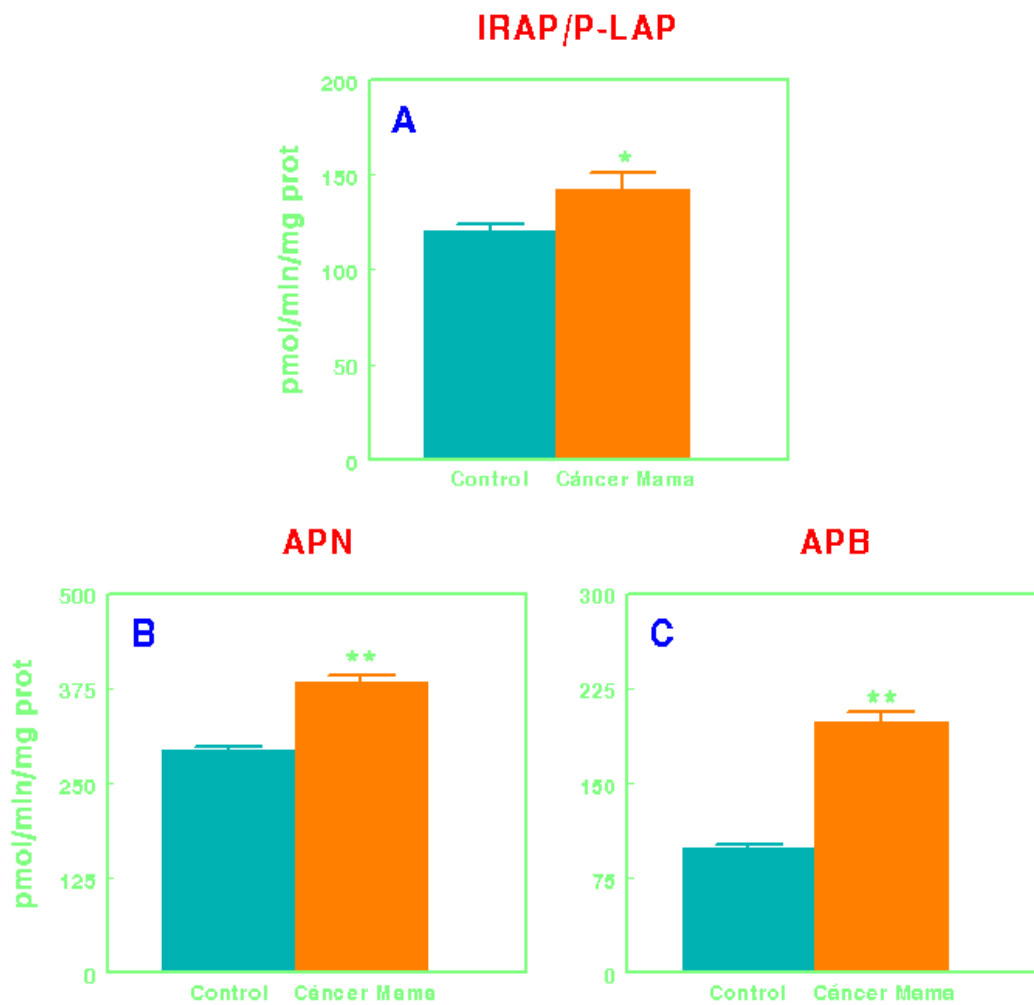 IRAP/P-LAP
200
A
150
*
100
50
0
pmol/min/mg prot
Control Cáncer Mama
APN
500
B
**
375
250
125
0
pmol/min/mg prot
Control Cáncer Mama
APB
300
C
225
**
150
75
0
Control Cáncer Mama